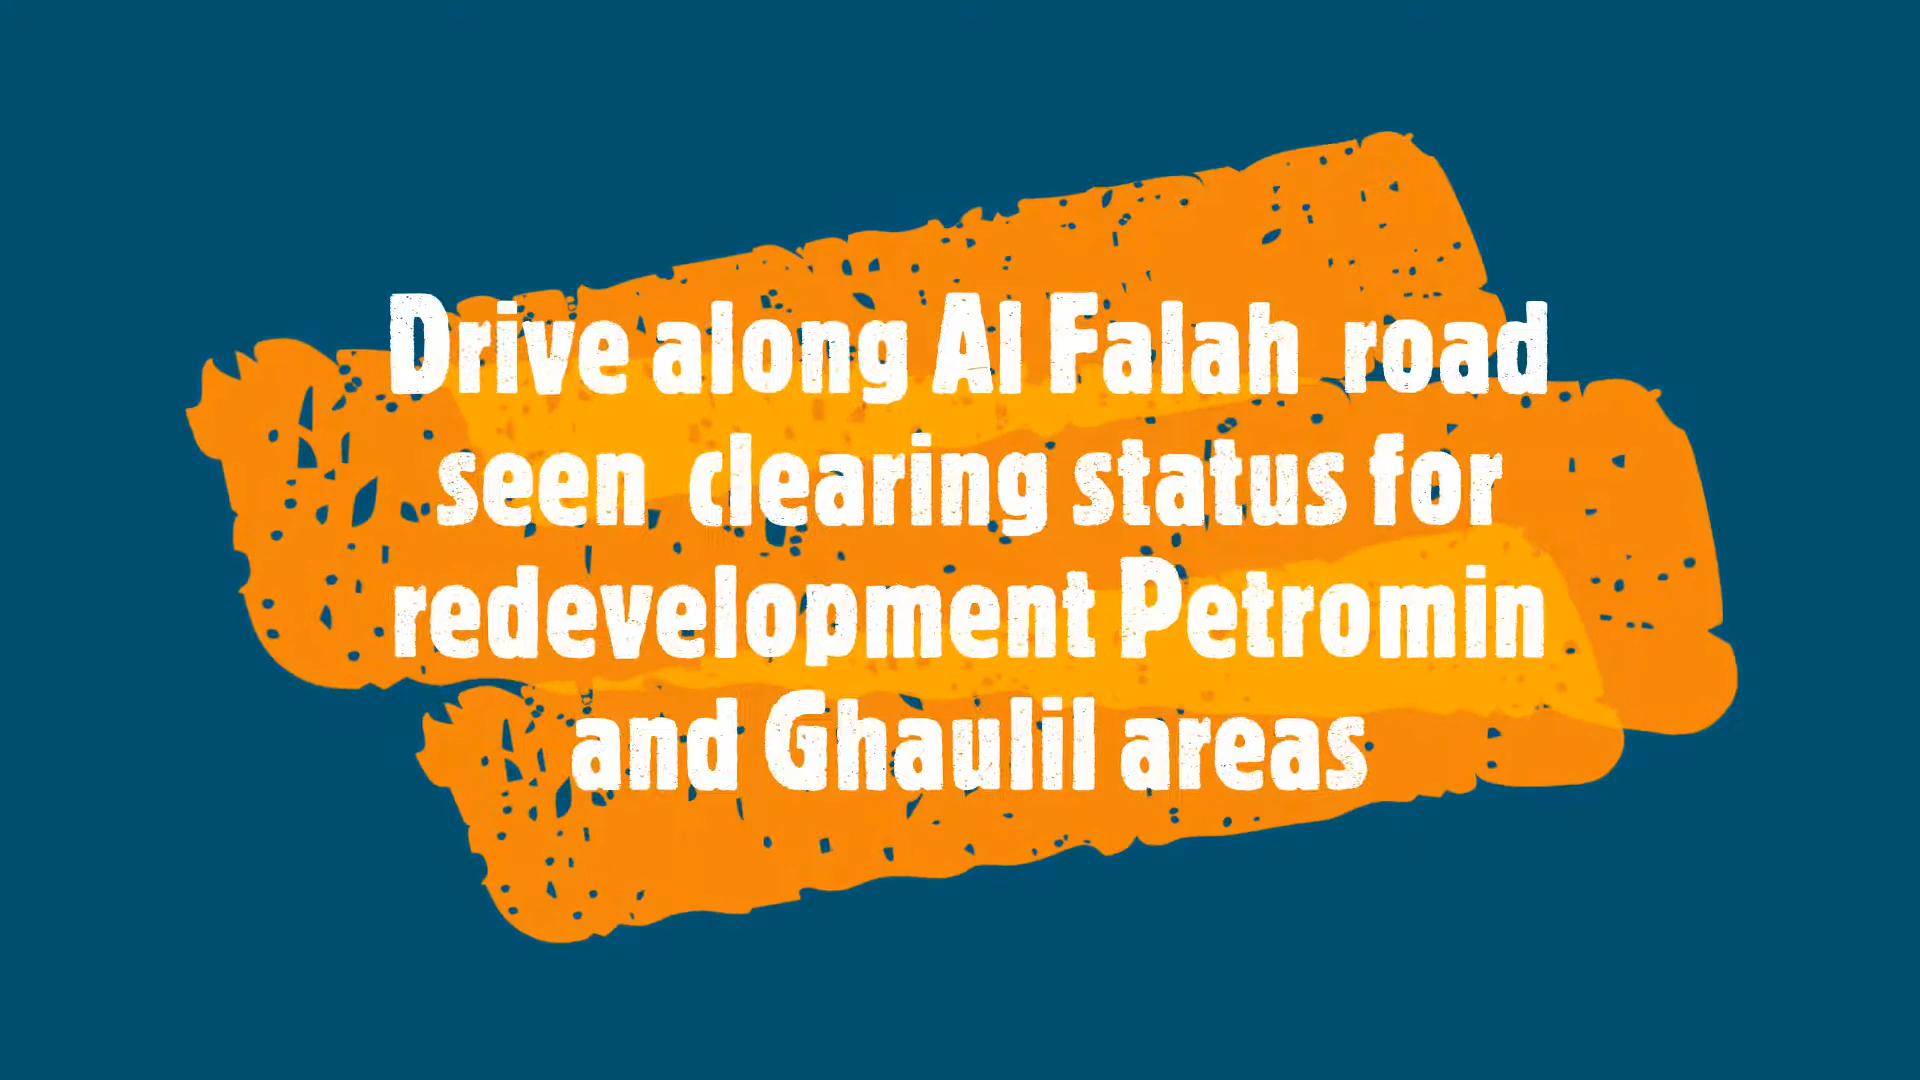 Drive along Al Falah road
seen clearing status for
redevelopment Petromin
and Ghaulil areas